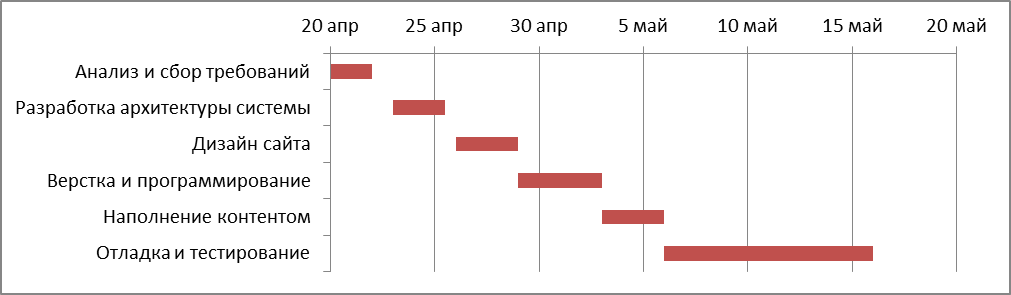 20 апр 25 апр 30 апр 5 май 10 май 15 май 20 май
Анализ и сбор требований
Разработка архитектуры системы
Дизайн сайта
Верстка и программирование
Наполнение контентом
Отладка и тестирование